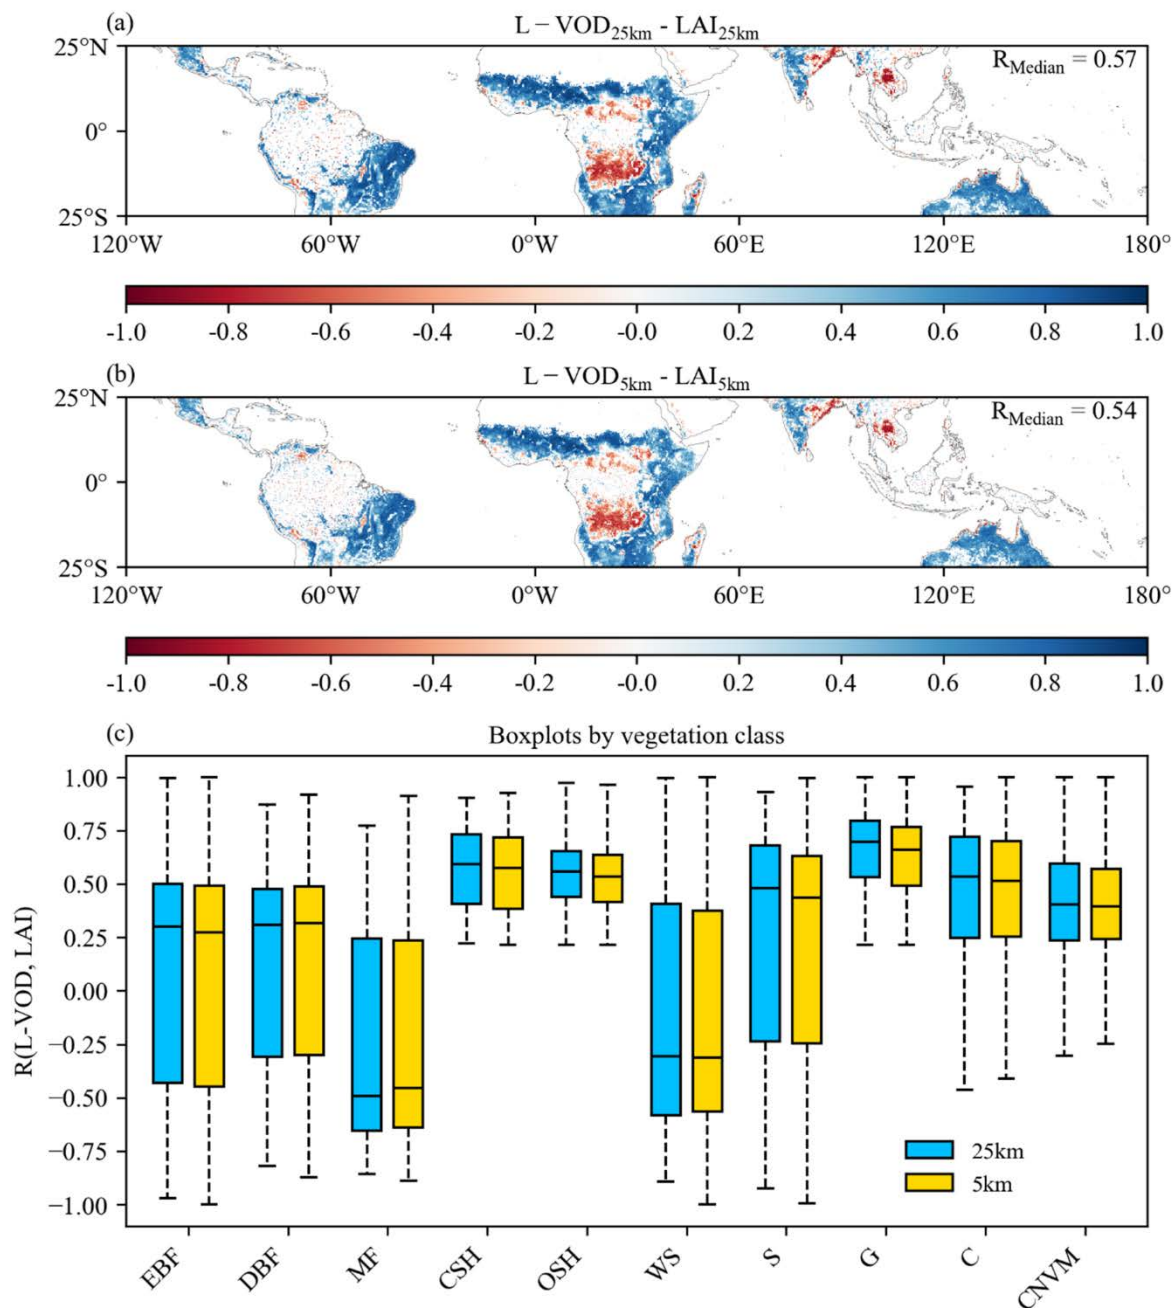 (a) L − VOD25km - LAI25km
25°N
RMedian = 0.57
0°
25°S
120°W 60°W 0°W 60°E 120°E 180°
-1.0 -0.8 -0.6 -0.4 -0.2 -0.0 0.2 0.4 0.6 0.8 1.0
(b) L − VOD5km - LAI5km
25°N
RMedian = 0.54
0°
25°S
120°W 60°W 0°W 60°E 120°E 180°
-1.0 -0.8 -0.6 -0.4 -0.2 -0.0 0.2 0.4 0.6 0.8 1.0
(c) Boxplots by vegetation class
R(L-VOD, LAI)
1.00
0.75
0.50
0.25
0.00
−0.25
−0.50
−0.75
−1.00
25km
5km
EBF DBF MF CSH OSH WS S G C CNVM